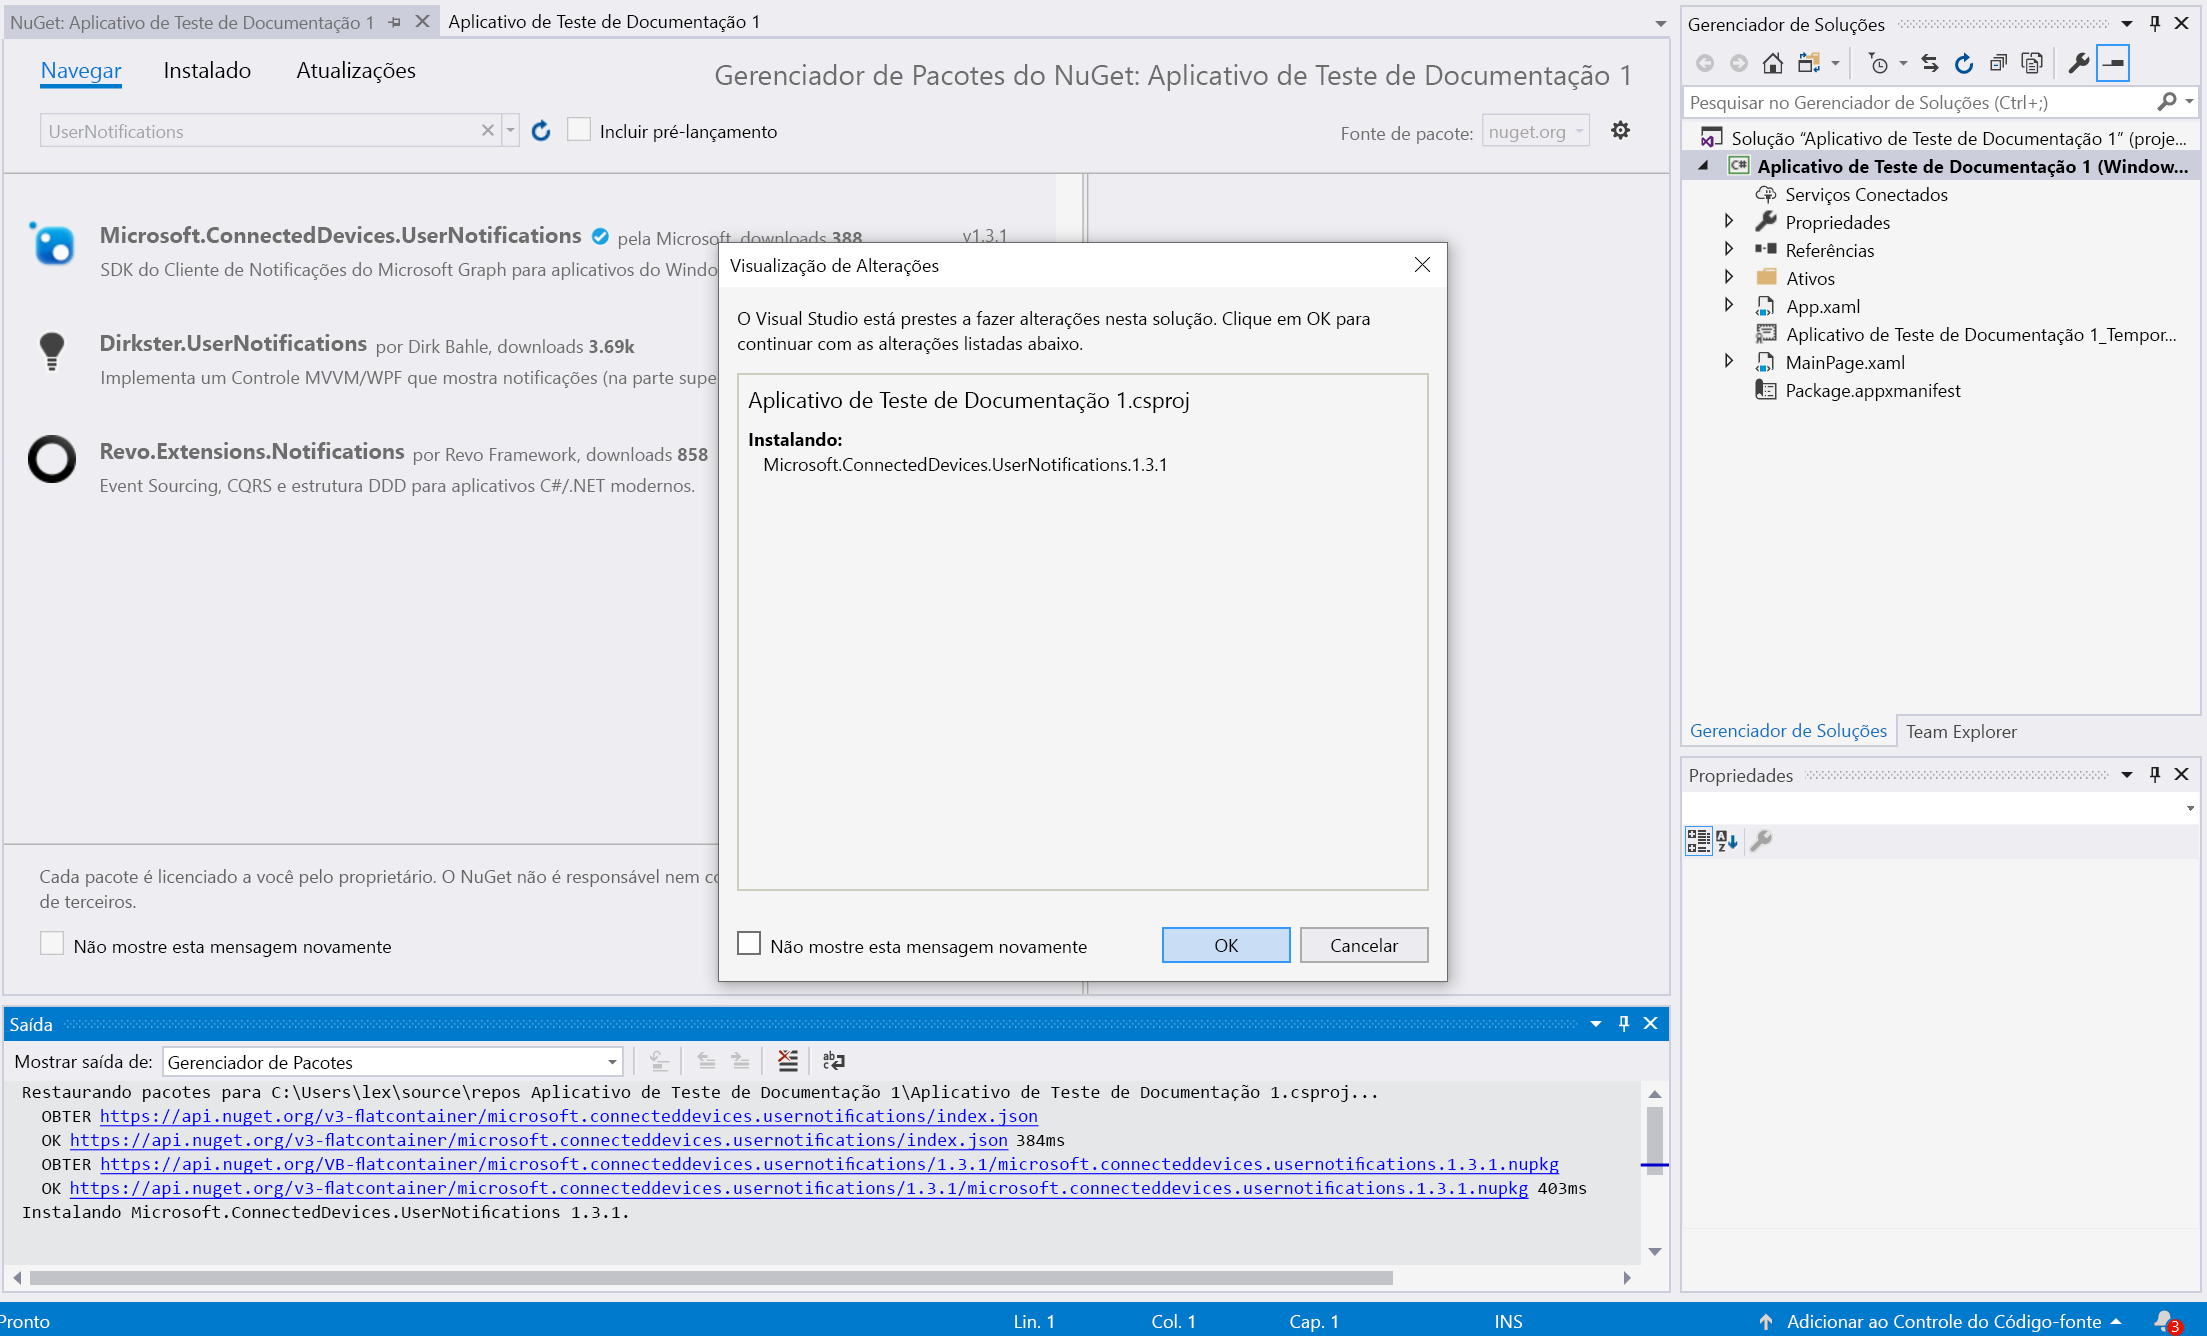 NuGet: Aplicativo de Teste de Documentação 1
Aplicativo de Teste de Documentação 1
Navegar
Instalado
Atualizações
Gerenciador de Pacotes do NuGet: Aplicativo de Teste de Documentação 1
UserNotifications
Incluir pré-lançamento
Fonte de pacote:
nuget.org
Microsoft.ConnectedDevices.UserNotifications
pela Microsoft, downloads 388
v1.3.1
SDK do Cliente de Notificações do Microsoft Graph para aplicativos do Windo
Dirkster.UserNotifications por Dirk Bahle, downloads 3.69k
Implementa um Controle MVVM/WPF que mostra notificações (na parte supe
Revo.Extensions.Notifications por Revo Framework, downloads 858
Event Sourcing, CQRS e estrutura DDD para aplicativos C#/.NET modernos.
Cada pacote é licenciado a você pelo proprietário. O NuGet não é responsável nem co
de terceiros.
Não mostre esta mensagem novamente
Visualização de Alterações
O Visual Studio está prestes a fazer alterações nesta solução. Clique em OK para
continuar com as alterações listadas abaixo.
Aplicativo de Teste de Documentação 1.csproj
Instalando:
Microsoft.ConnectedDevices.UserNotifications.1.3.1
Não mostre esta mensagem novamente
OK
Cancelar
Saída
Mostrar saída de:
Gerenciador de Pacotes
Restaurando pacotes para C:\Users\lex\source\repos Aplicativo de Teste de Documentação 1\Aplicativo de Teste de Documentação 1.csproj...
OBTER https://api.nuget.org/v3-flatcontainer/microsoft.connecteddevices.usernotifications/index.json
OK https://api.nuget.org/v3-flatcontainer/microsoft.connecteddevices.usernotifications/index.json 384ms
OBTER https://api.nuget.org/VB-flatcontainer/microsoft.connecteddevices.usernotifications/1.3.1/microsoft.connecteddevices.usernotifications.1.3.1.nupkg
OK https://api.nuget.org/v3-flatcontainer/microsoft.connecteddevices.usernotifications/1.3.1/microsoft.connecteddevices.usernotifications.1.3.1.nupkg 403ms
Instalando Microsoft.ConnectedDevices.UserNotifications 1.3.1.
Gerenciador de Soluções
Pesquisar no Gerenciador de Soluções (Ctrl+;)
Solução “Aplicativo de Teste de Documentação 1” (proje...
C# Aplicativo de Teste de Documentação 1 (Window...
Serviços Conectados
Propriedades
Referências
Ativos
App.xaml
Aplicativo de Teste de Documentação 1_Tempor...
MainPage.xaml
Package.appxmanifest
Gerenciador de Soluções
Team Explorer
Propriedades
Pronto
Lin. 1
Col. 1
Cap. 1
INS
Adicionar ao Controle do Código-fonte
3